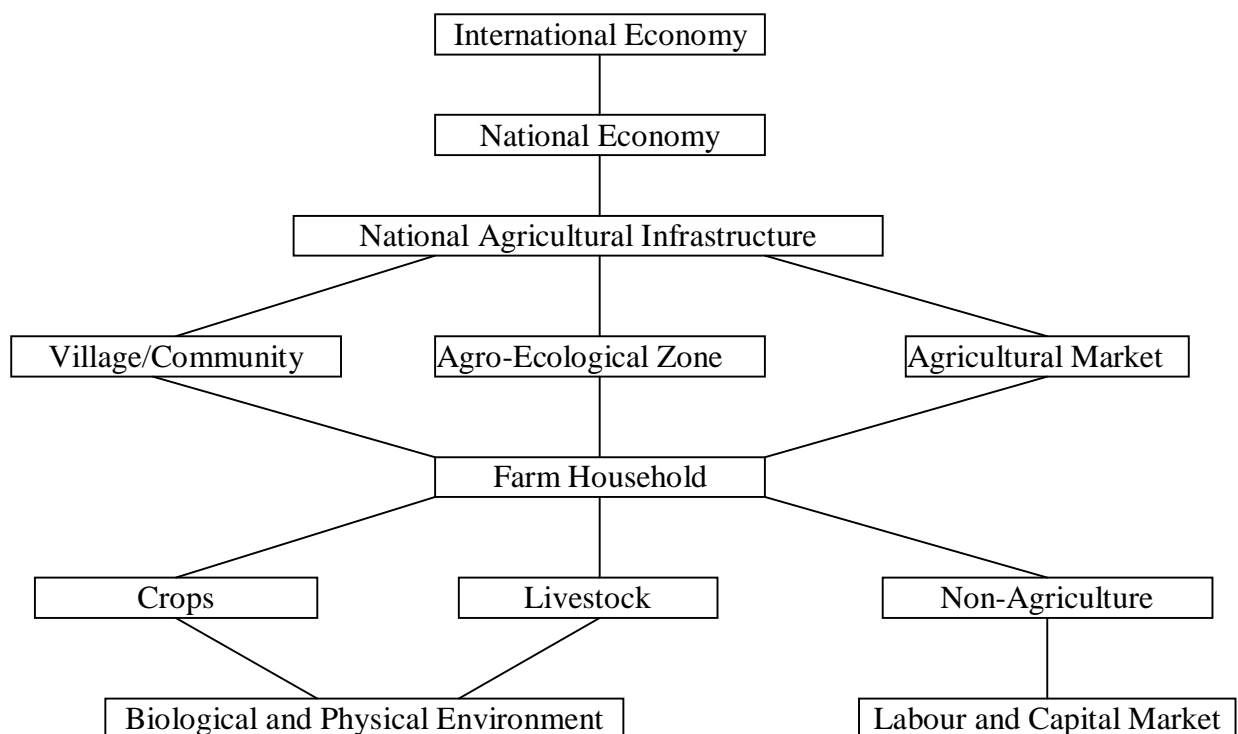 International Economy
National Economy
National Agricultural Infrastructure
Village/Community
Agro-Ecological Zone
Agricultural Market
Farm Household
Crops
Livestock
Non-Agriculture
Biological and Physical Environment
Labour and Capital Market